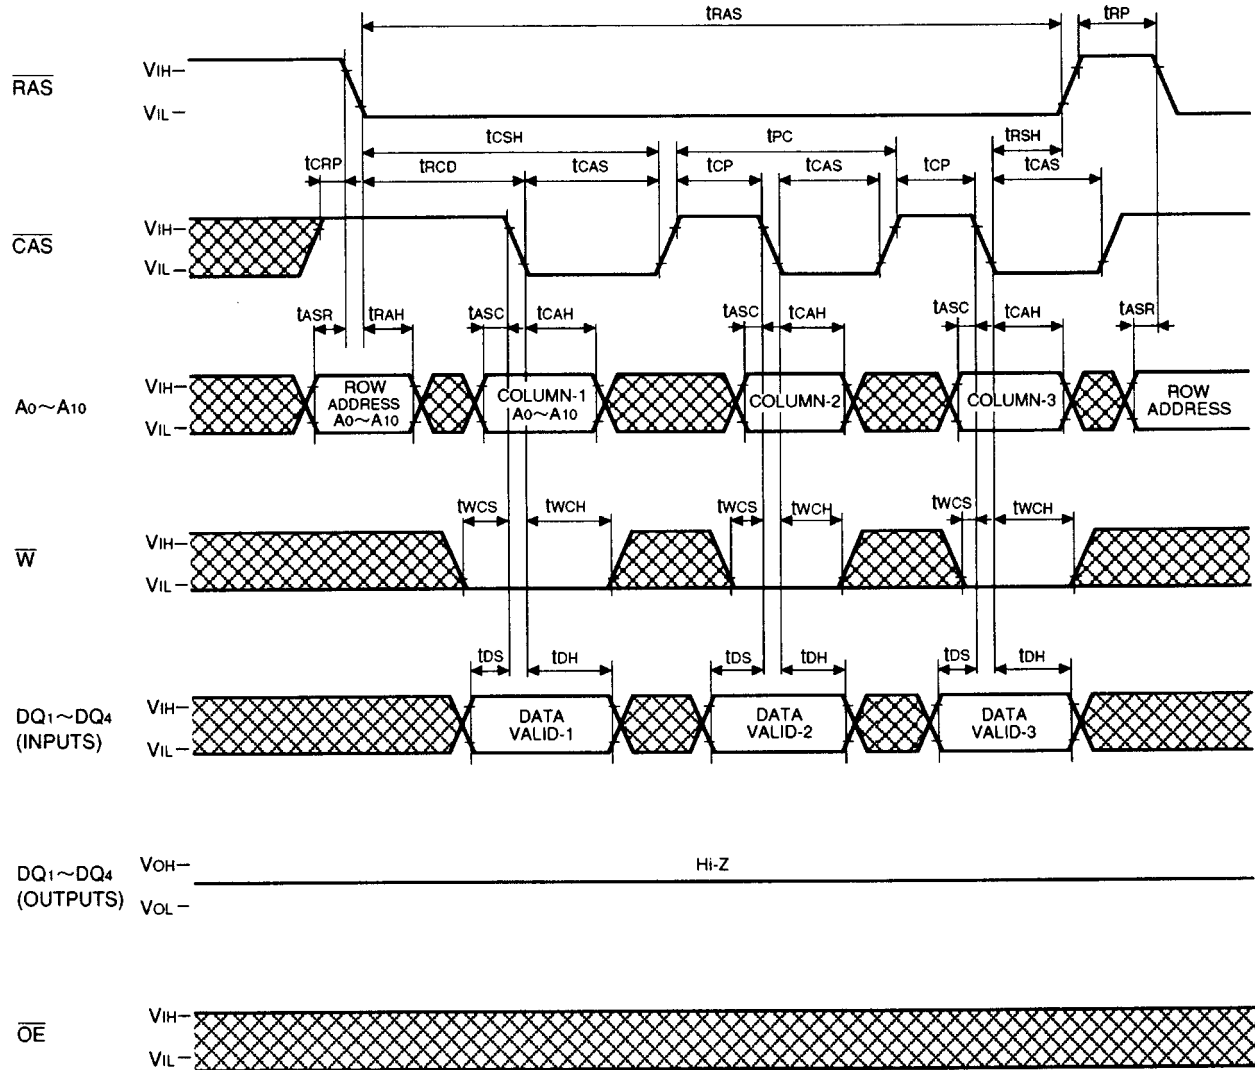 tRAS tRP
RAS VIH
VIL
tCSH tPC tRSH
tCRP tRCD tCAS tCP tCAS tCP tCAS
CAS VIH
VIL
tASR tRAH tASC tCAH tASC tCAH tASC tCAH tASR
A0~A10 VIH
VIL
ROW
ADDRESS
A0~A10
COLUMN-1
A0~A10
COLUMN-2
COLUMN-3
ROW
ADDRESS
tWCS tWCH tWCS tWCH tWCS tWCH
W VIH
VIL
tDS tDH tDS tDH tDS tDH
DQ1~DQ4
(INPUTS)
VIH
VIL
DATA
VALID-1
DATA
VALID-2
DATA
VALID-3
DQ1~DQ4
(OUTPUTS)
VOH
VOL
Hi-Z
OE VIH
VIL